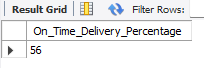 Result Grid Filter Rows:
On_Time_Delivery_Percentage
56